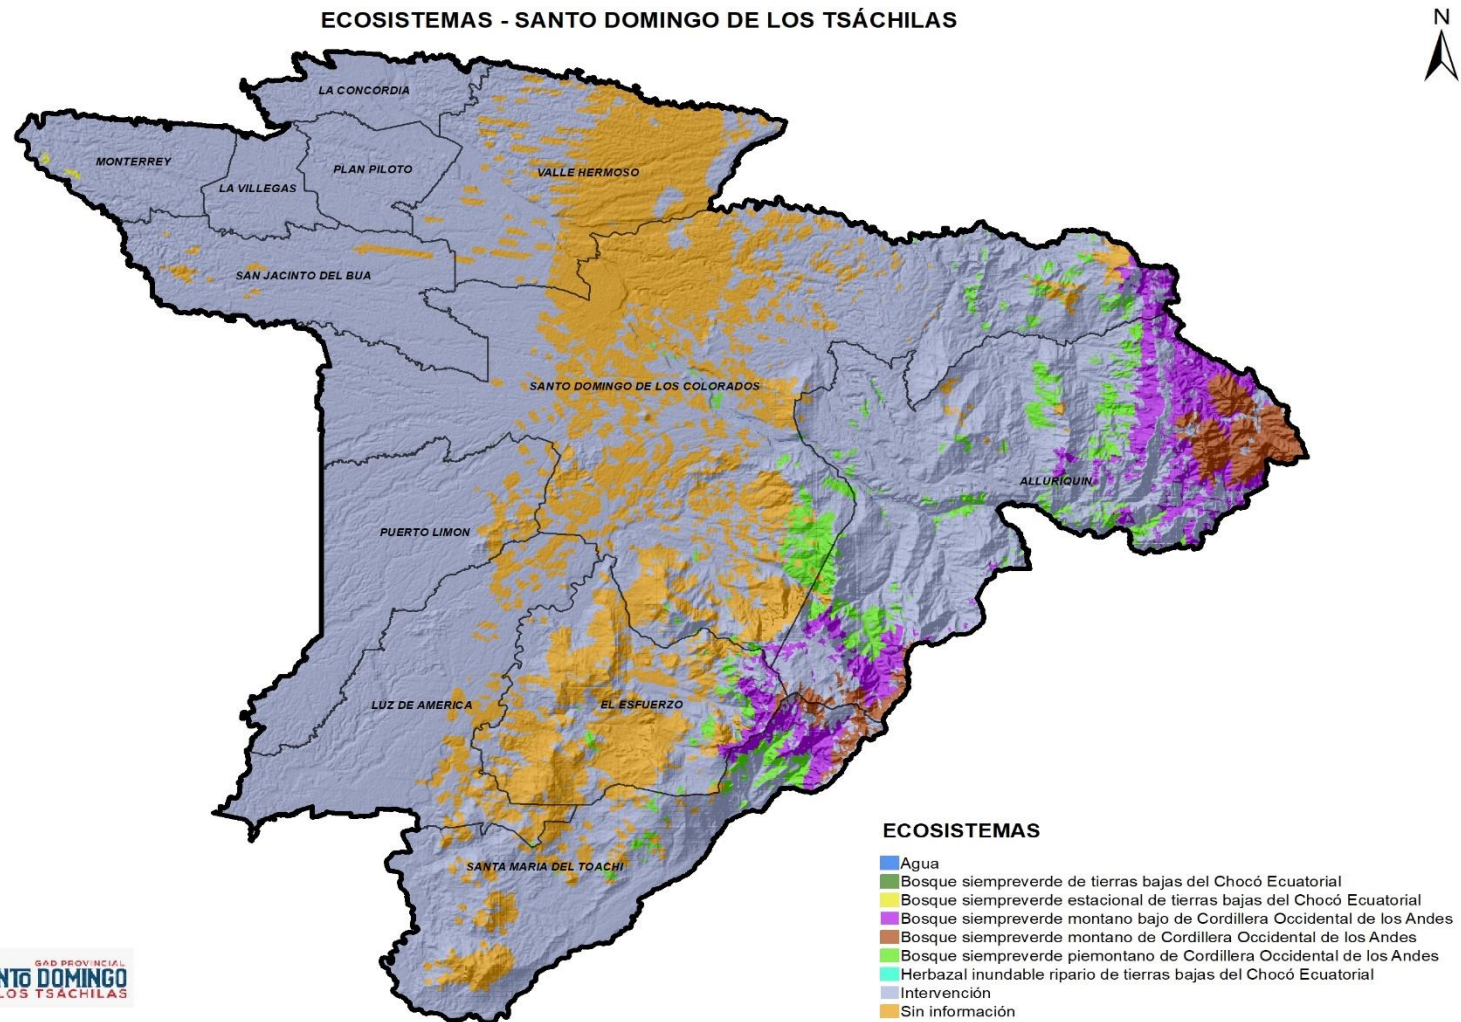 ECOSISTEMAS - SANTO DOMINGO DE LOS TSÁCHILAS
N
LA CONCORDIA
MONTERREY
PLAN PILOTO
VALLE HERMOSO
LA VILLEGAS
SAN JACINTO DEL BUA
SANTO DOMINGO DE LOS COLORADOS
ALLURIQUIN
PUERTO LIMON
LUZ DE AMERICA
EL ESFUERZO
SANTA MARIA DEL TOACHI
ECOSISTEMAS
Agua
Bosque siempreverde de tierras bajas del Chocó Ecuatorial
Bosque siempreverde estacional de tierras bajas del Chocó Ecuatorial
Bosque siempreverde montano bajo de Cordillera Occidental de los Andes
Bosque siempreverde montano de Cordillera Occidental de los Andes
Bosque siempreverde piemontano de Cordillera Occidental de los Andes
Herbazal inundable ripario de tierras bajas del Chocó Ecuatorial
Intervención
Sin información
GAD PROVINCIAL
NTO DOMINGO
LOS TSÁCHILAS